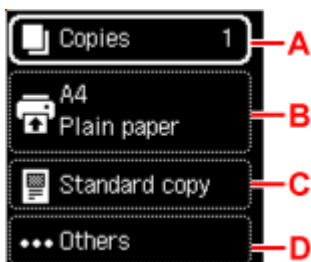 Copies 1 A
A4
Plain paper B
Standard copy C
Others D